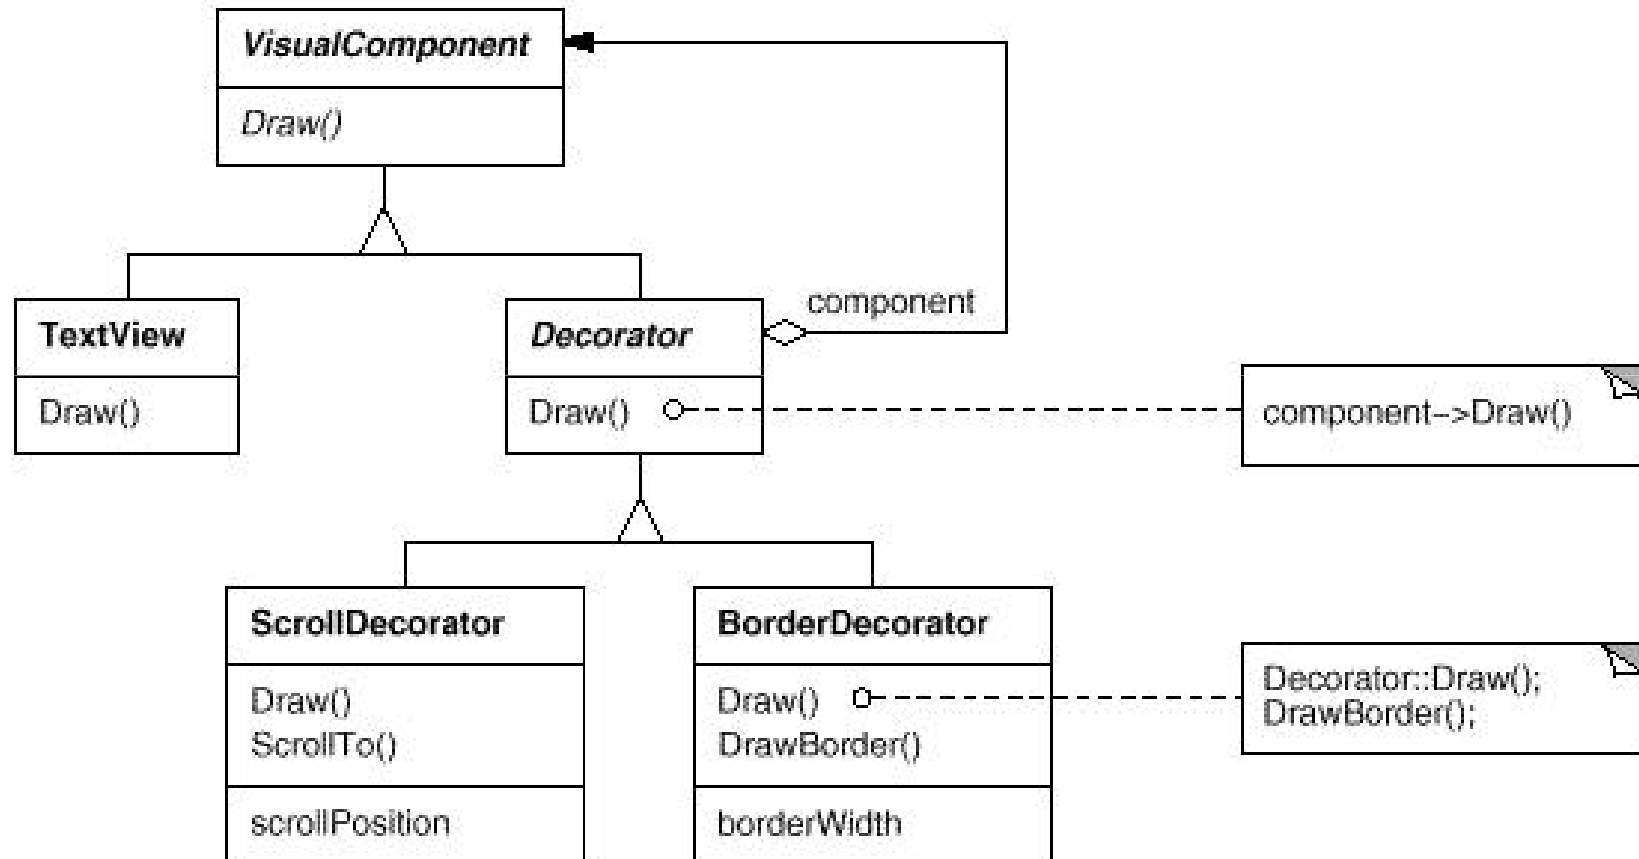 VisualComponent
Draw()
component
TextView
Draw()
Decorator
Draw()
component->Draw()
ScrollDecorator
Draw()
ScrollTo()
scrollPosition
BorderDecorator
Draw()
DrawBorder()
borderWidth
Decorator::Draw();
DrawBorder();